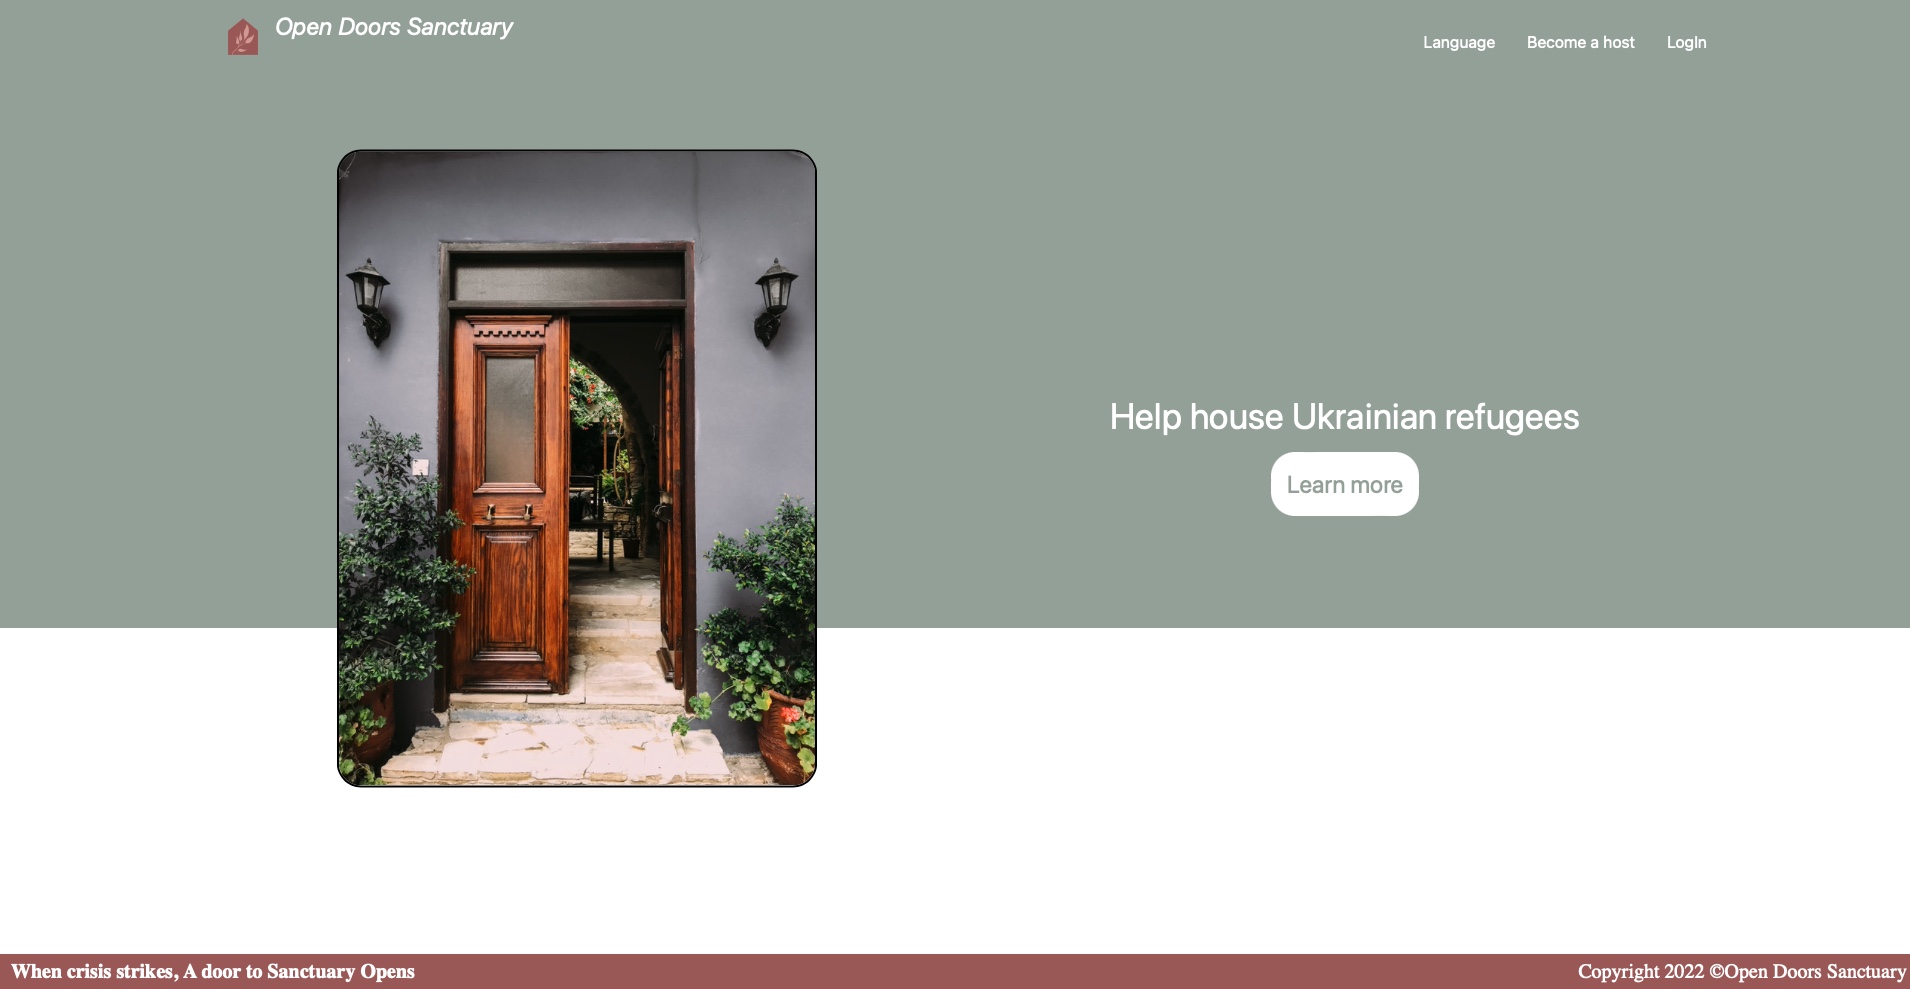 Open Doors Sanctuary
Language Become a host LogIn
Help house Ukrainian refugees
Learn more
When crisis strikes, A door to Sanctuary Opens
Copyright 2022 ©Open Doors Sanctuary